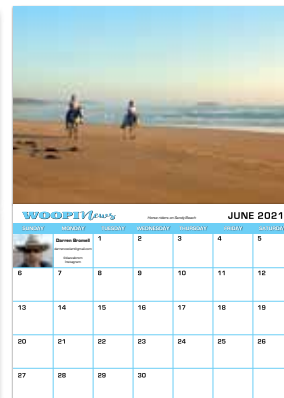 WOOPI News
Horse riders on Sandy Beach
JUNE 2021
SUNDAY MONDAY TUESDAY WEDNESDAY THURSDAY FRIDAY SATURDAY
Darren Bromell
Instagram
1 2 3 4 5
6 7 8 9 10 11 12
13 14 15 16 17 18 19
20 21 22 23 24 25 26
27 28 29 30